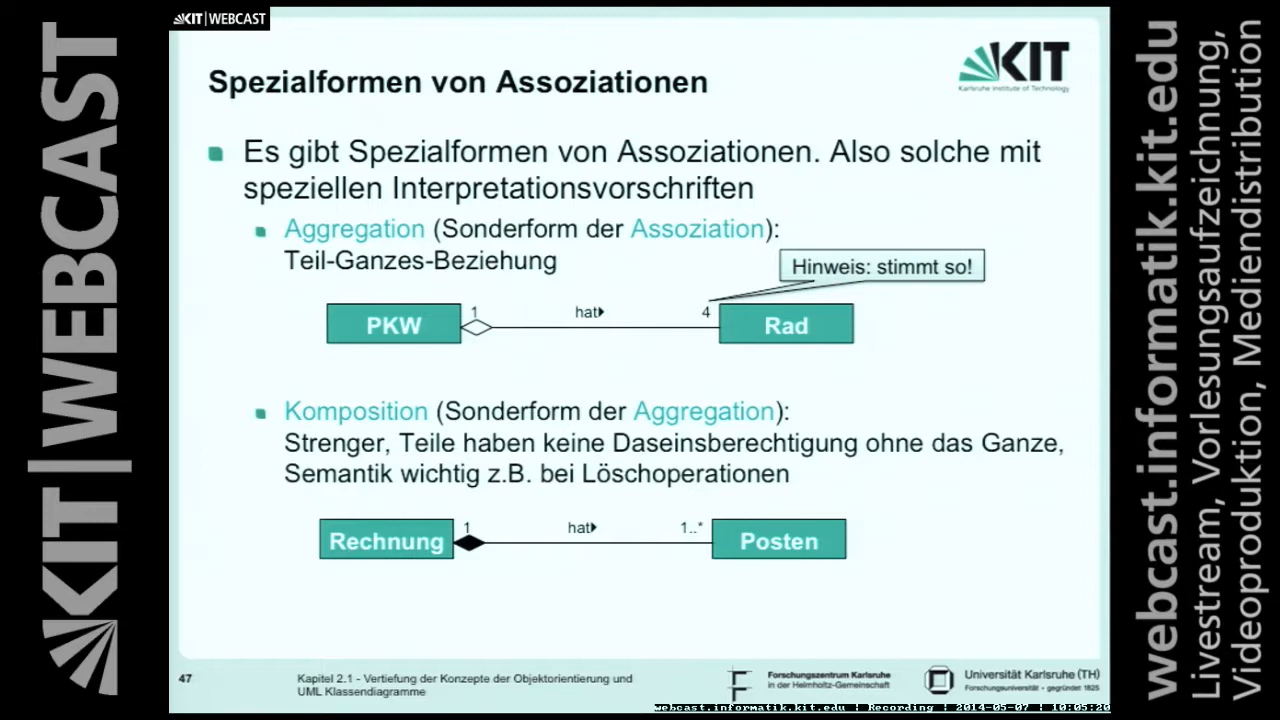 KIT | WEBCAST
KIT | WEBCAST
KIT
Karlsruhe Institute of Technology
Spezialformen von Assoziationen
Es gibt Spezialformen von Assoziationen. Also solche mit
speziellen Interpretationsvorschriften
Aggregation (Sonderform der Assoziation):
Teil-Ganzes-Beziehung
Hinweis: stimmt so!
PKW
1
hat
4
Rad
Komposition (Sonderform der Aggregation):
Strenger, Teile haben keine Daseinsberechtigung ohne das Ganze,
Semantik wichtig z.B. bei Löschoperationen
Rechnung
1
hat
1..*
Posten
47
Kapitel 2.1 - Vertiefung der Konzepte der Objektorientierung und
UML Klassendiagramme
Forschungszentrum Karlsruhe
in der Helmholtz-Gemeinschaft
Universität Karlsruhe (TH)
Forschungsuniversität - gegründet 1825
webcast.informatik.kit.edu | Recording | 2014-05-07 | 10:05:20
webcast.informatik.kit.edu
Livestream, Vorlesungsaufzeichnung,
Videoproduktion, Mediendistribution